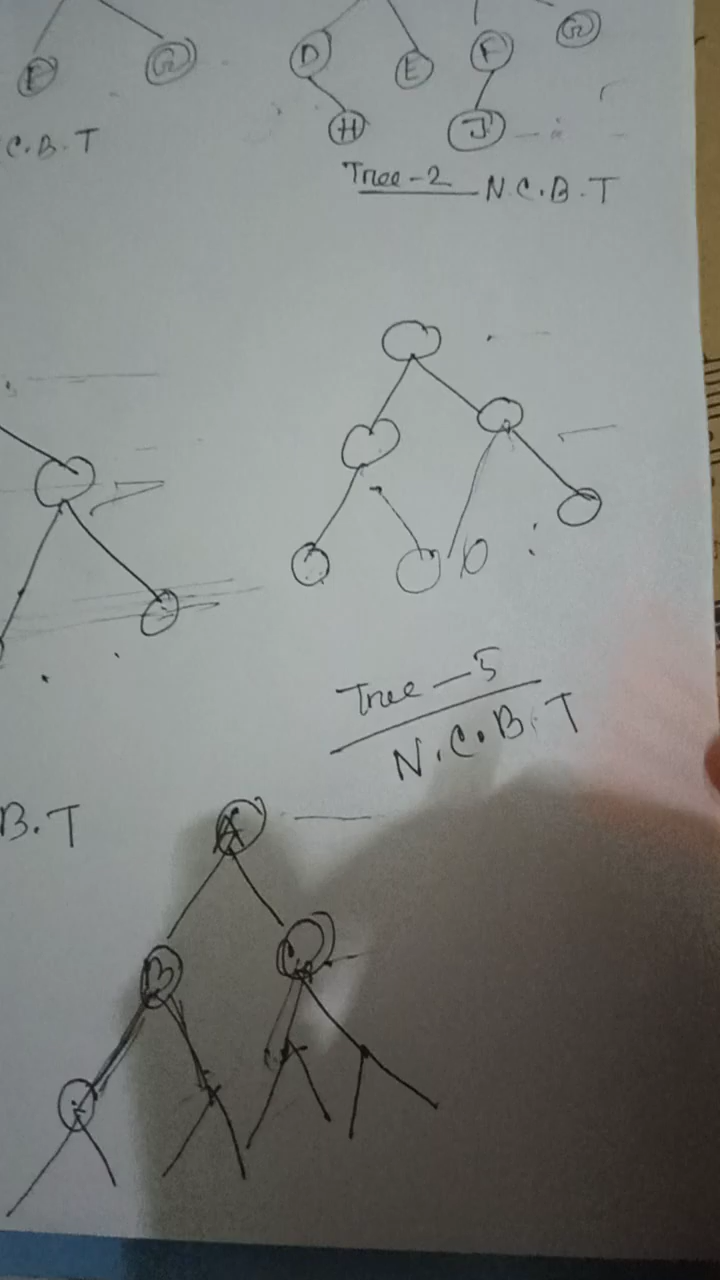 F G D E F G
H J
C.B.T
Tree-2 N.C.B.T
Tree-5
N.C.B.T
B.T
A
B